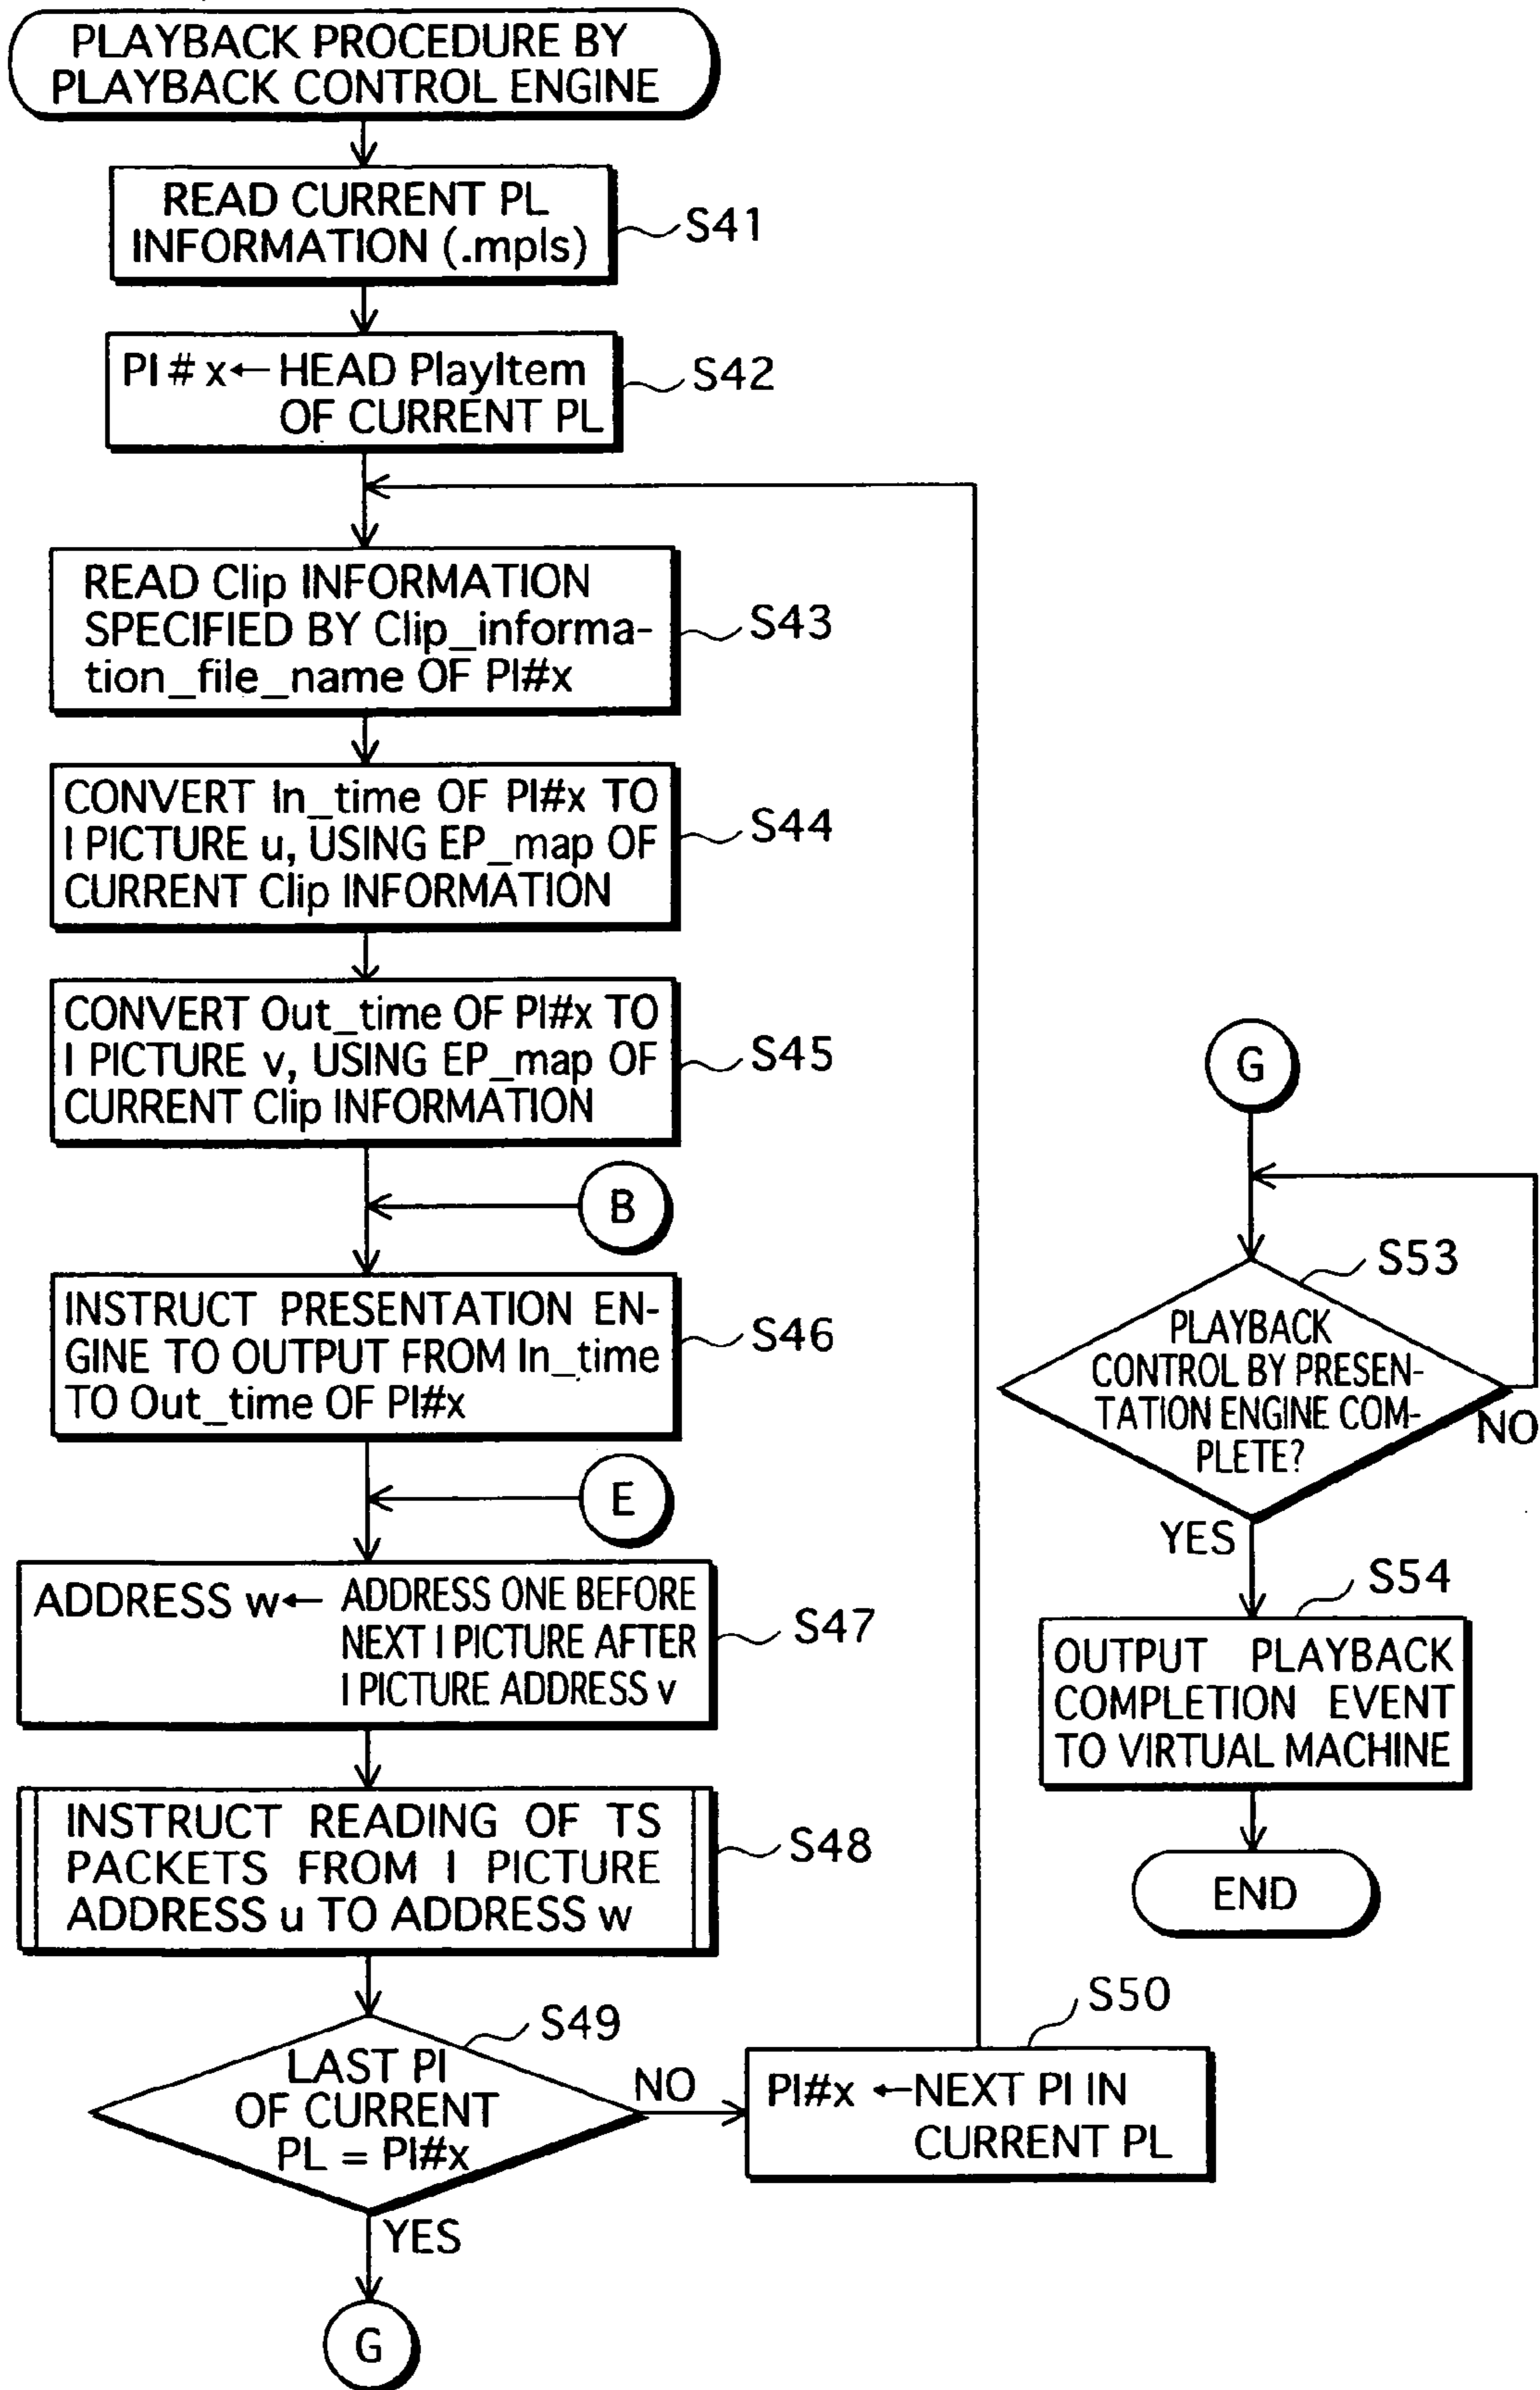 PLAYBACK PROCEDURE BY
PLAYBACK CONTROL ENGINE
READ CURRENT PL
INFORMATION (.mpls)
S41
PI # x← HEAD PlayItem
OF CURRENT PL
S42
READ Clip INFORMATION
SPECIFIED BY Clip_informa-
tion_file_name OF PI#x
S43
CONVERT In_time OF PI#x TO
I PICTURE u, USING EP_map OF
CURRENT Clip INFORMATION
S44
CONVERT Out_time OF PI#x TO
I PICTURE v, USING EP_map OF
CURRENT Clip INFORMATION
S45
B
INSTRUCT PRESENTATION EN-
GINE TO OUTPUT FROM In_time
TO Out_time OF PI#x
S46
E
ADDRESS w← ADDRESS ONE BEFORE
NEXT I PICTURE AFTER
I PICTURE ADDRESS v
S47
INSTRUCT READING OF TS
PACKETS FROM I PICTURE
ADDRESS u TO ADDRESS w
S48
LAST PI
OF CURRENT
PL = PI#x
S49
NO
YES
PI#x ←NEXT PI IN
CURRENT PL
S50
G
G
PLAYBACK
CONTROL BY PRESEN-
TATION ENGINE COM-
PLETE?
S53
NO
YES
OUTPUT PLAYBACK
COMPLETION EVENT
TO VIRTUAL MACHINE
S54
END